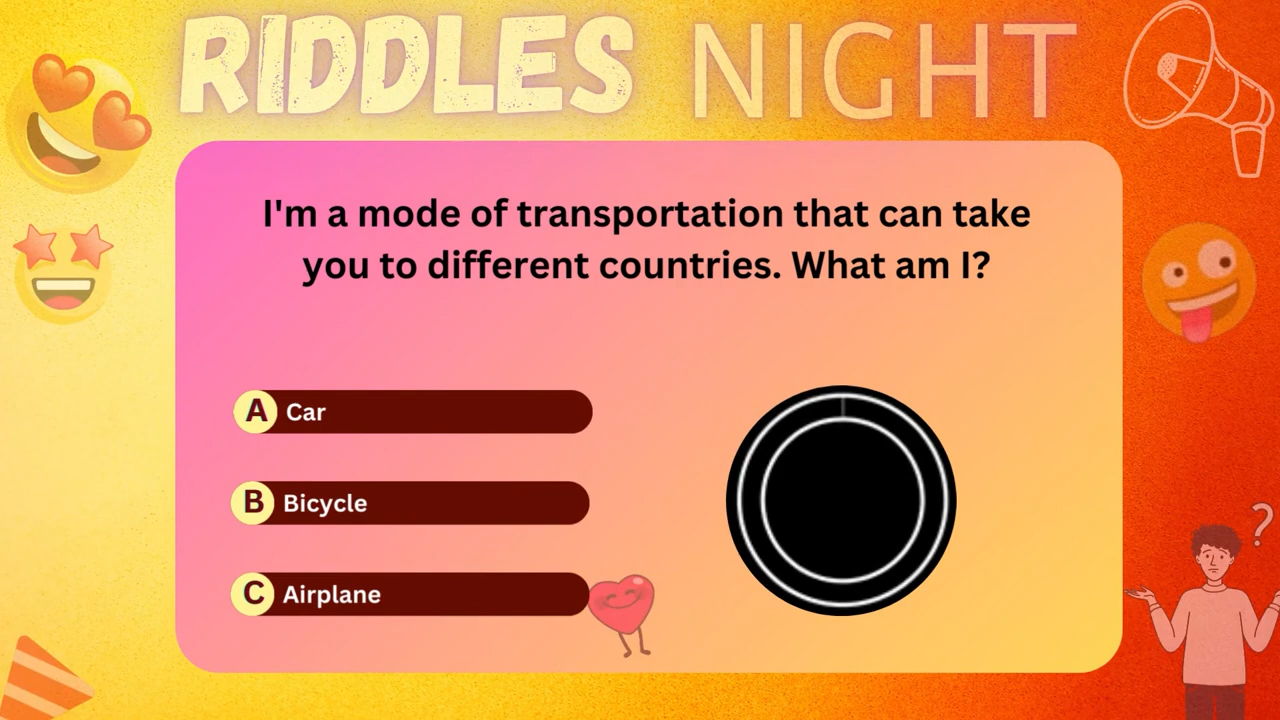 RIDDLES NIGHT
I'm a mode of transportation that can take
you to different countries. What am I?
A Car
B Bicycle
C Airplane
?